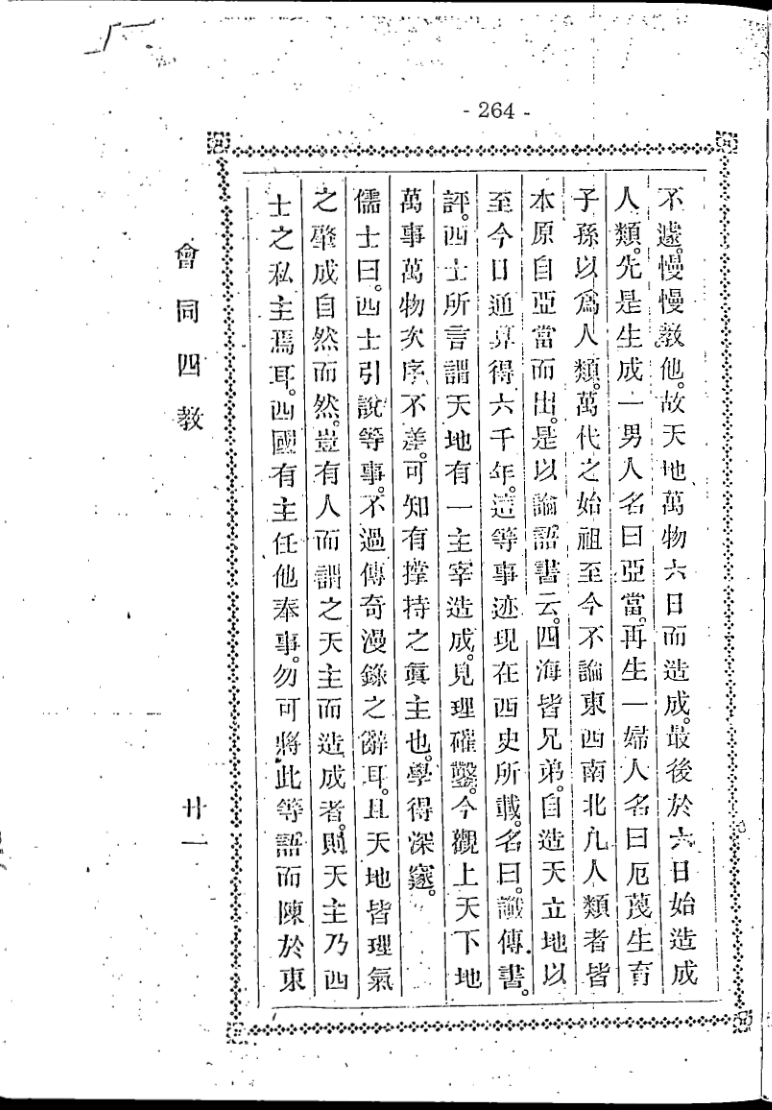 - 264 -
不遽。慢慢敎他。故天地萬物六日而造成。最後於六日始造成
人類。先是生成一男人名曰亞當。再生一婦人名曰厄蒐生育
子孫以爲人類。萬代之始祖至今不論東西南北凡人類者皆
本原自亞當而出。是以論語書云。四海皆兄弟。自造天立地以
至今日通算得六千年。這等事迹現在西史所載。名曰。讖傳書。
評。西士所言謂天地有一主宰造成。見理確鑿。今觀上天下地
萬事萬物次序不差。可知有撑持之眞主也。學得深邃。
儒士曰。西士引說等事。不過傳奇漫錄之辭耳。且天地皆理氣
之肇成自然而然。豈有人而謂之天主而造成者。則天主乃西
士之私主焉耳。西國有主任他奉事。勿可將此等語而陳於東
會同四教
廿一